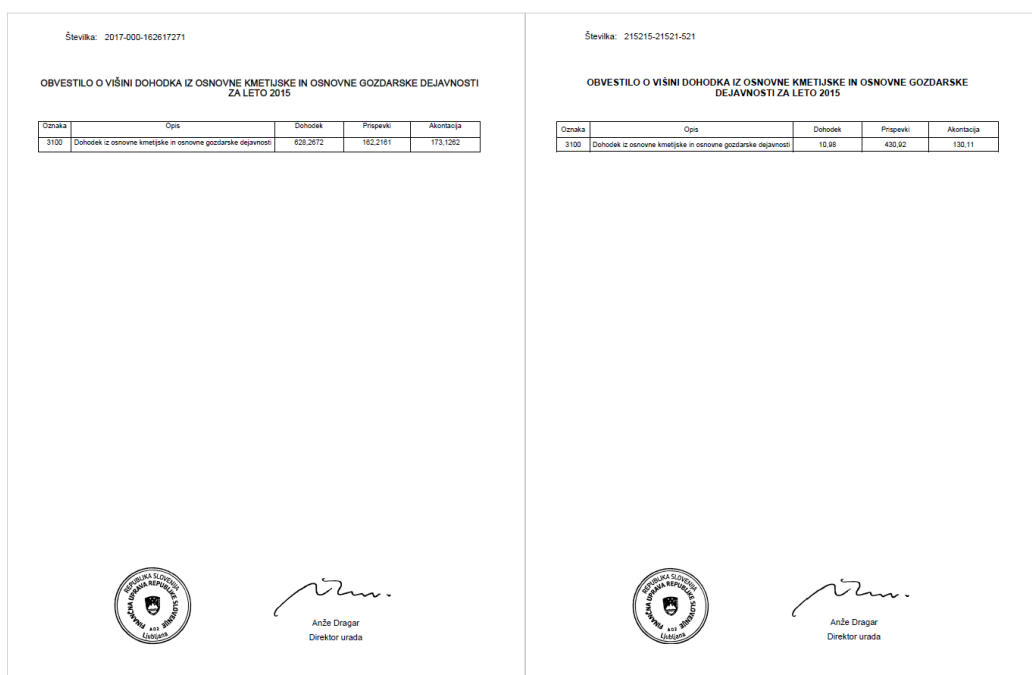 Številka: 2017-000-162617271
OBVESTILO O VIŠINI DOHODKA IZ OSNOVNE KMETIJSKE IN OSNOVNE GOZDARSKE DEJAVNOSTI
ZA LETO 2015
Oznaka Opis Dohodek Prispevki Akontacija
3100 Dohodek iz osnovne kmetijske in osnovne gozdarske dejavnosti 628,2672 162,2161 173,1262
REPUBLIKA SLOVENIJA
FINANČNA UPRAVA REPUBLIKE SLOVENIJE
A02
Ljubljana
Anže Dragar
Direktor urada
Številka: 215215-21521-521
OBVESTILO O VIŠINI DOHODKA IZ OSNOVNE KMETIJSKE IN OSNOVNE GOZDARSKE
DEJAVNOSTI ZA LETO 2015
Oznaka Opis Dohodek Prispevki Akontacija
3100 Dohodek iz osnovne kmetijske in osnovne gozdarske dejavnosti 10,98 430,92 130,11
REPUBLIKA SLOVENIJA
FINANČNA UPRAVA REPUBLIKE SLOVENIJE
A02
Ljubljana
Anže Dragar
Direktor urada